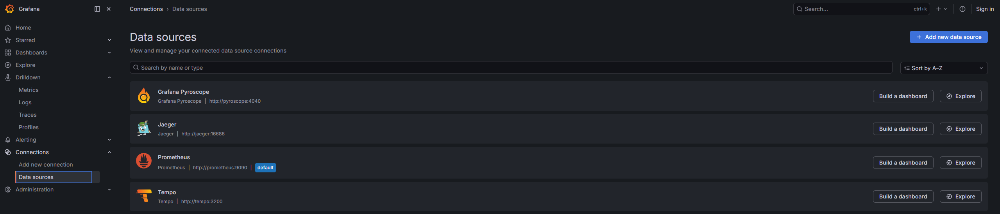 Grafana
Connections › Data sources
Search...
ctrl+k
Sign in
Home
Starred
Dashboards
Explore
Drilldown
Metrics
Logs
Traces
Profiles
Alerting
Connections
Add new connection
Data sources
Administration
Data sources
View and manage your connected data source connections
+ Add new data source
Search by name or type
Sort by A–Z
Grafana Pyroscope
Grafana Pyroscope | http://pyroscope:4040
Build a dashboard
Explore
Jaeger
Jaeger | http://jaeger:16686
Build a dashboard
Explore
Prometheus
Prometheus | http://prometheus:9090 | default
Build a dashboard
Explore
Tempo
Tempo | http://tempo:3200
Build a dashboard
Explore